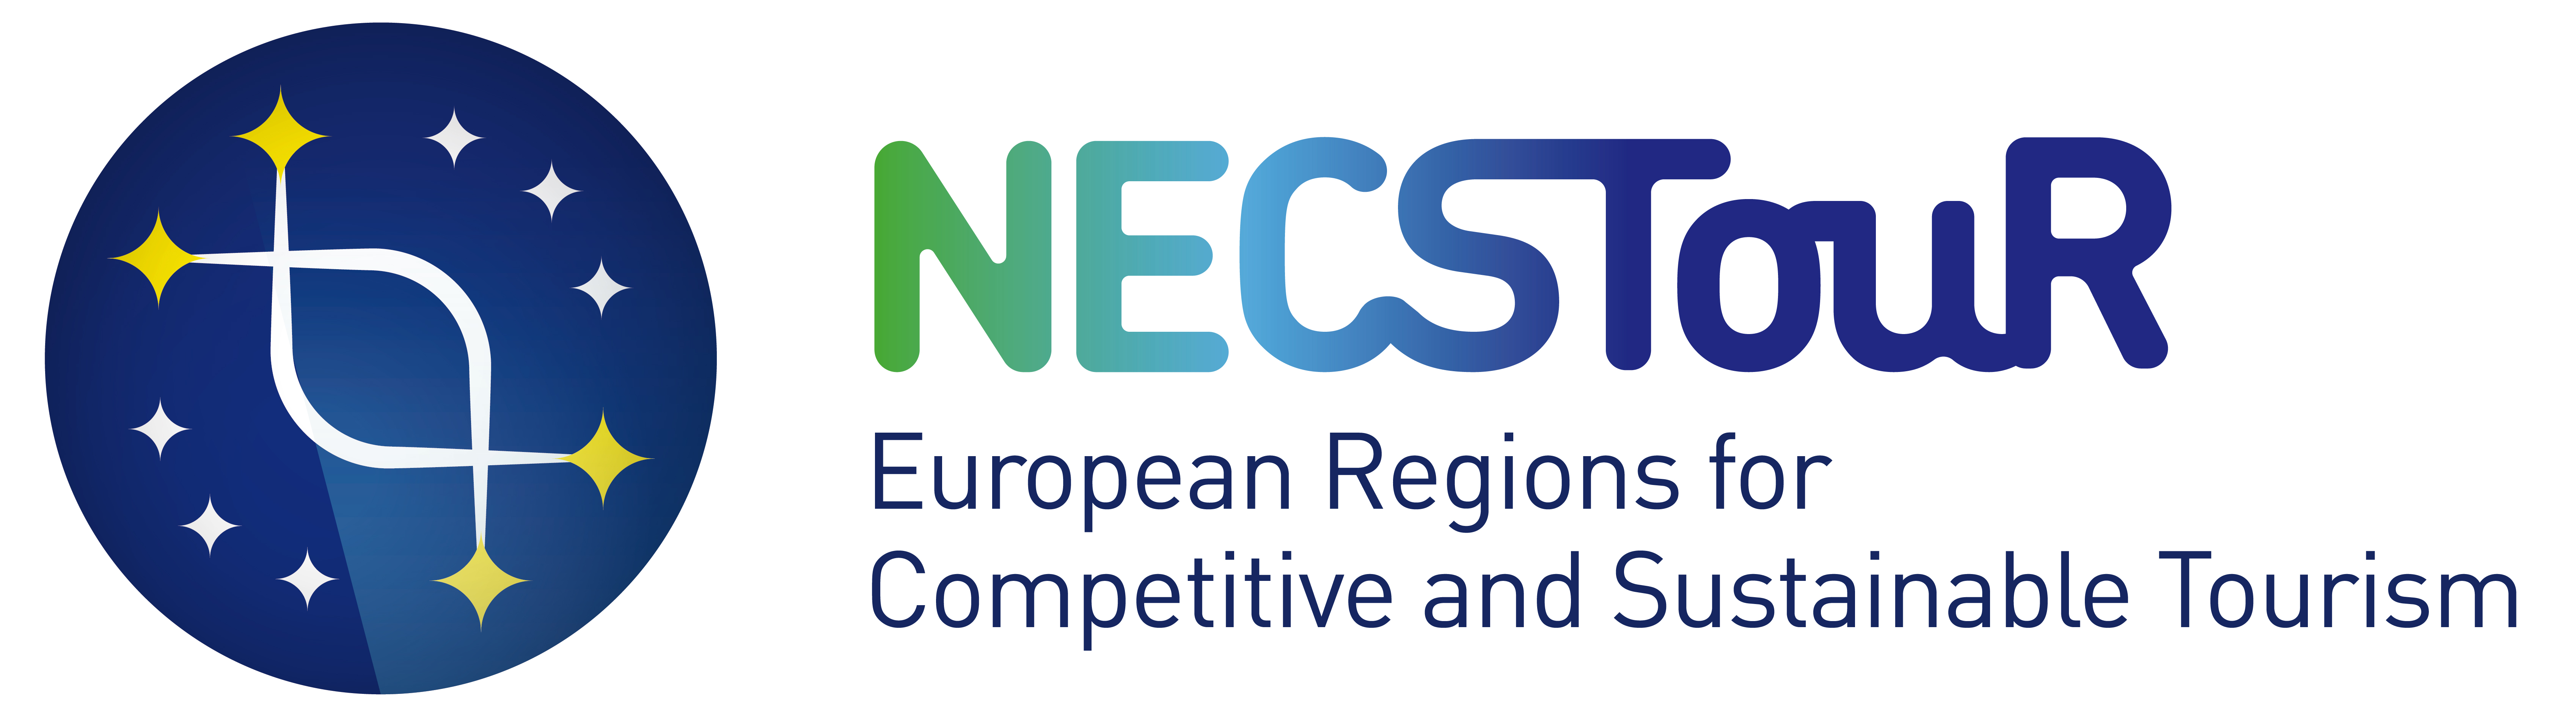 NECSTouR
European Regions for
Competitive and Sustainable Tourism